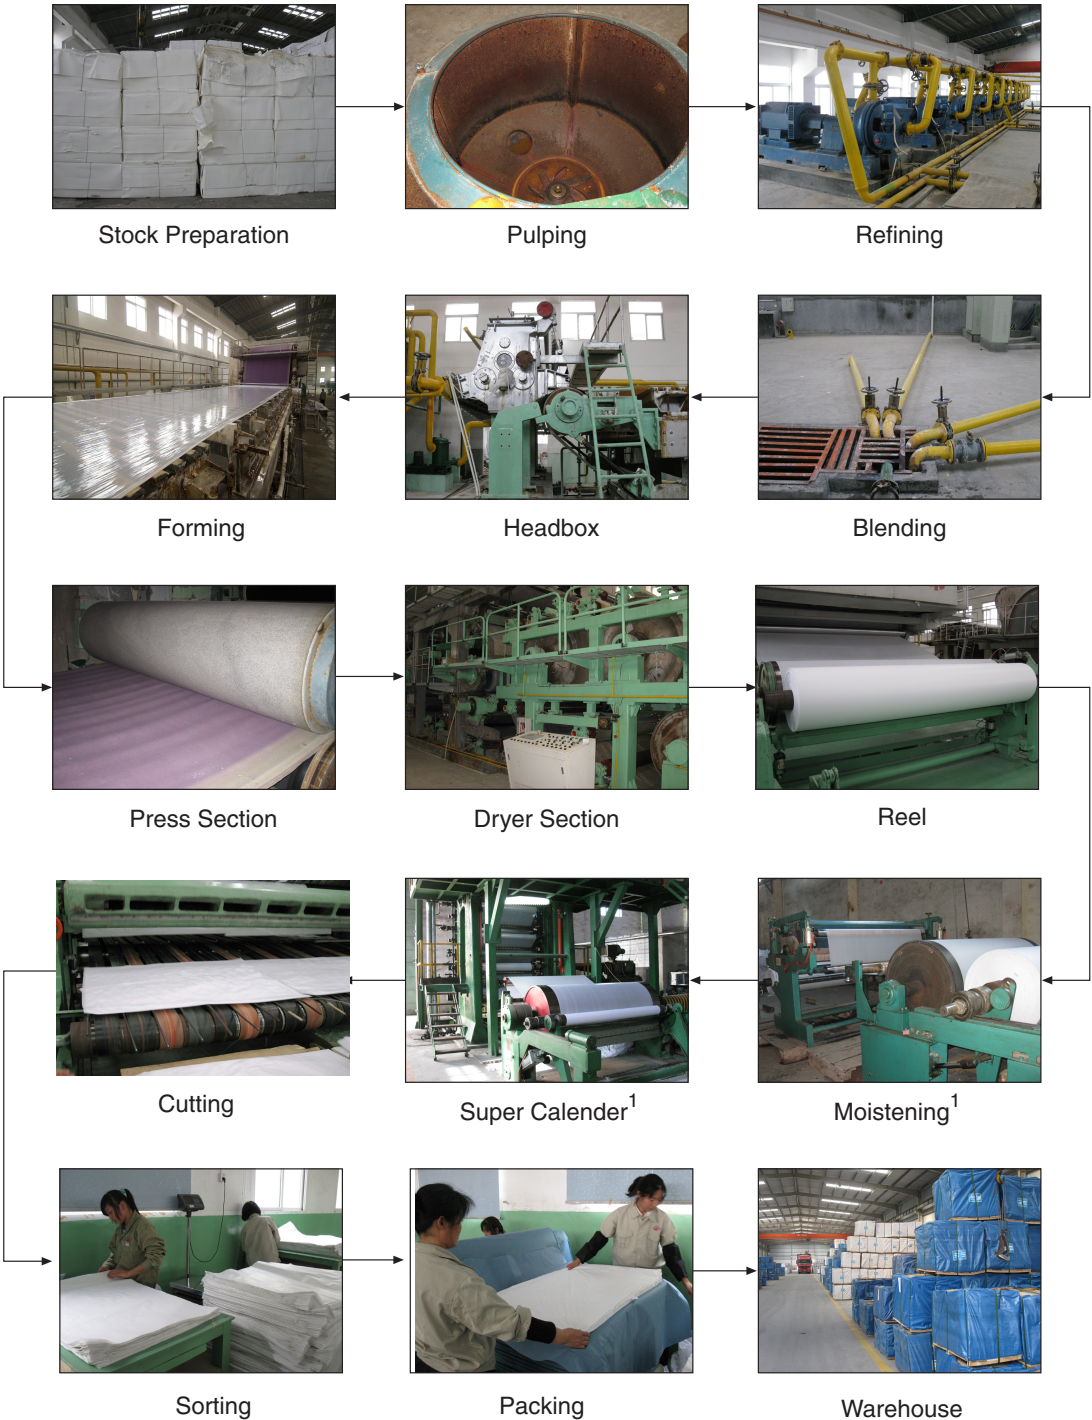 Stock Preparation
Pulping
Refining
Forming
Headbox
Blending
Press Section
Dryer Section
Reel
Cutting
Super Calender¹
Moistening¹
Sorting
Packing
Warehouse